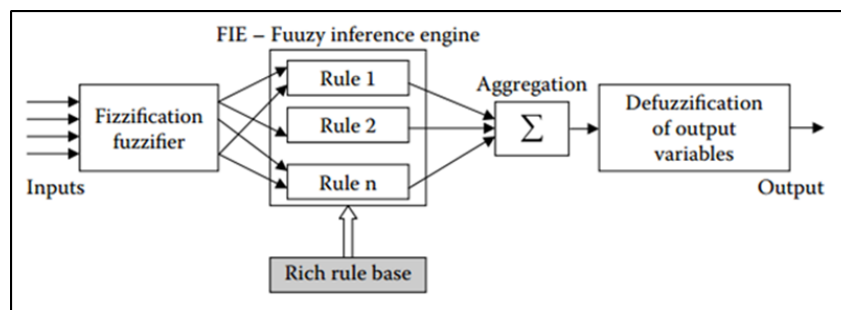 FIE – Fuuzy inference engine
Rule 1
Rule 2
Rule n
Fizzification
fuzzifier
Inputs
Aggregation
Σ
Defuzzification
of output
variables
Output
Rich rule base